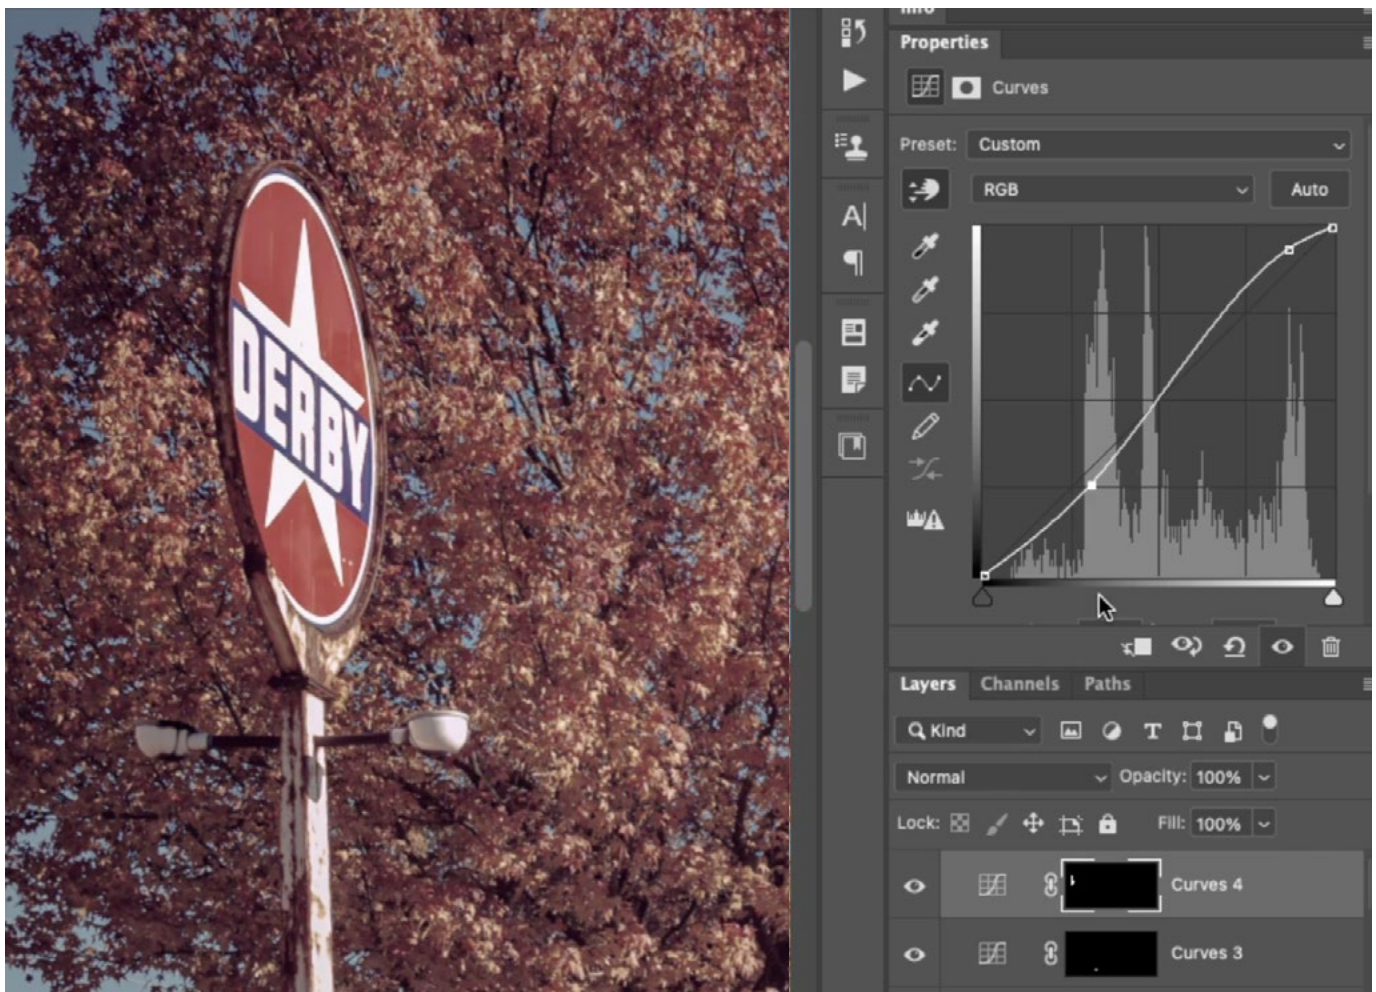 DERBY
Info
Properties
Curves
Preset: Custom
RGB
Auto
Layers Channels Paths
Kind
Normal
Opacity: 100%
Lock:
Fill: 100%
Curves 4
Curves 3